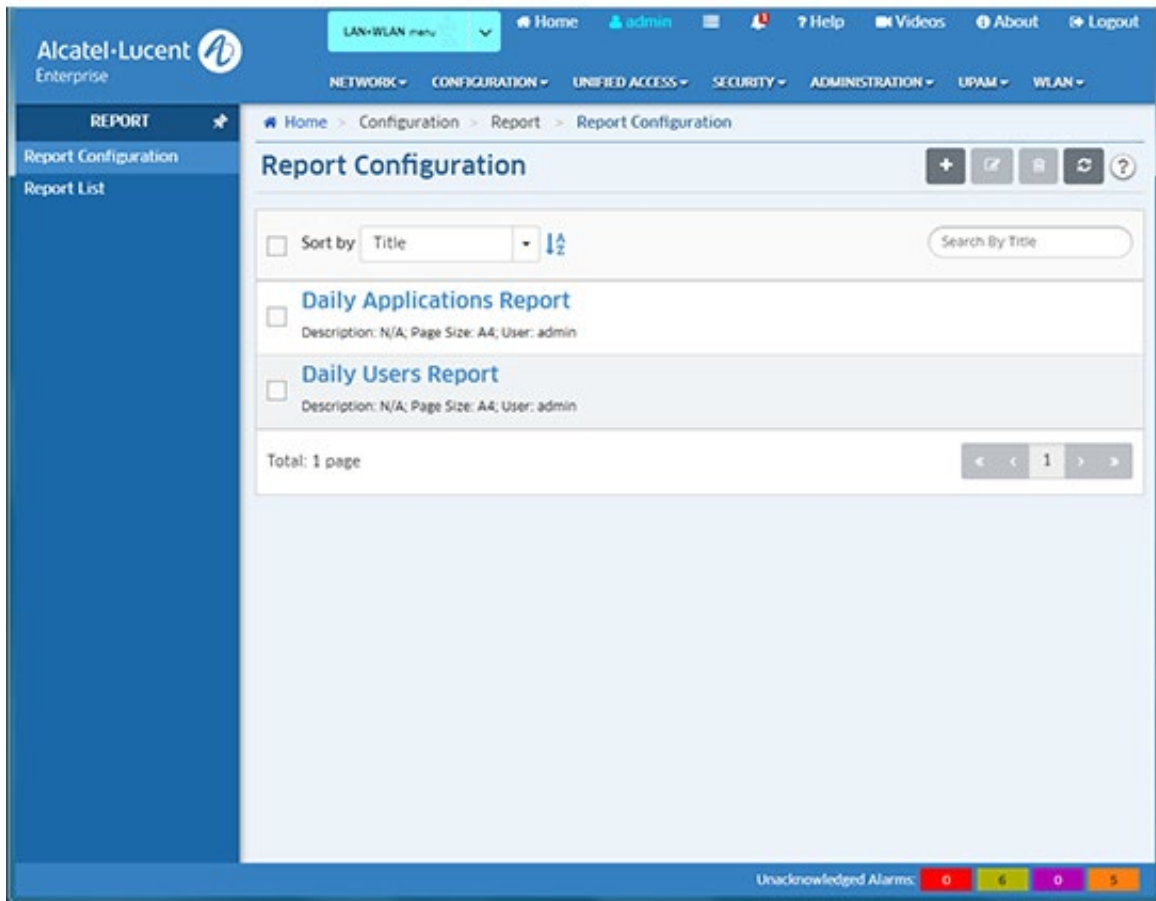 Alcatel·Lucent
Enterprise
LAN+WLAN menu
Home
admin
1
? Help
Videos
About
Logout
NETWORK
CONFIGURATION
UNIFIED ACCESS
SECURITY
ADMINISTRATION
UPAM
WLAN
REPORT
Report Configuration
Report List
Home > Configuration > Report > Report Configuration
Report Configuration
?
Sort by Title
A
Z
Search By Title
Daily Applications Report
Description: N/A; Page Size: A4; User: admin
Daily Users Report
Description: N/A; Page Size: A4; User: admin
Total: 1 page
« < 1 > »
Unacknowledged Alarms: 0 6 0 5